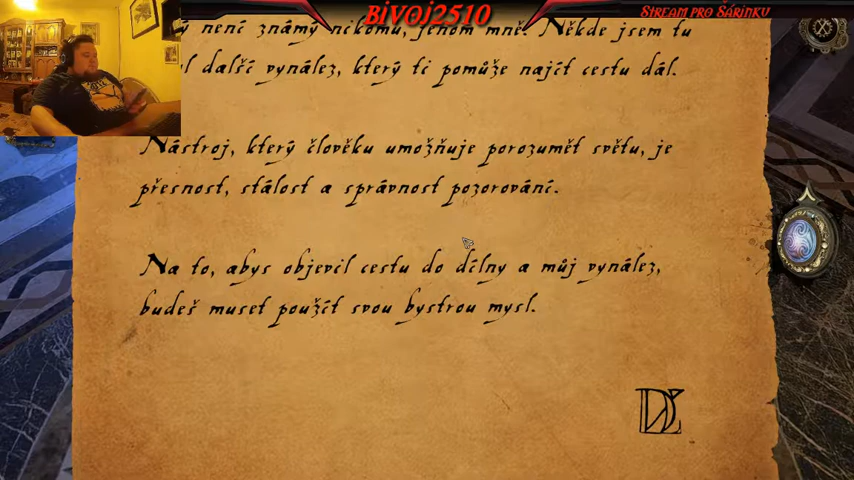 BIVOJ2510
STREAM PRO ŠÁRINKU
není známý nikomu, jenom mně. Někde jsem tu
další vynález, který ti pomůže najít cestu dál.
Nástroj, který člověku umožňuje porozumět světu, je
přesnost, stálost a správnost pozorování.
Na to, abys objevil cestu do dílny a můj vynález,
budeš muset použít svou bystrou mysl.